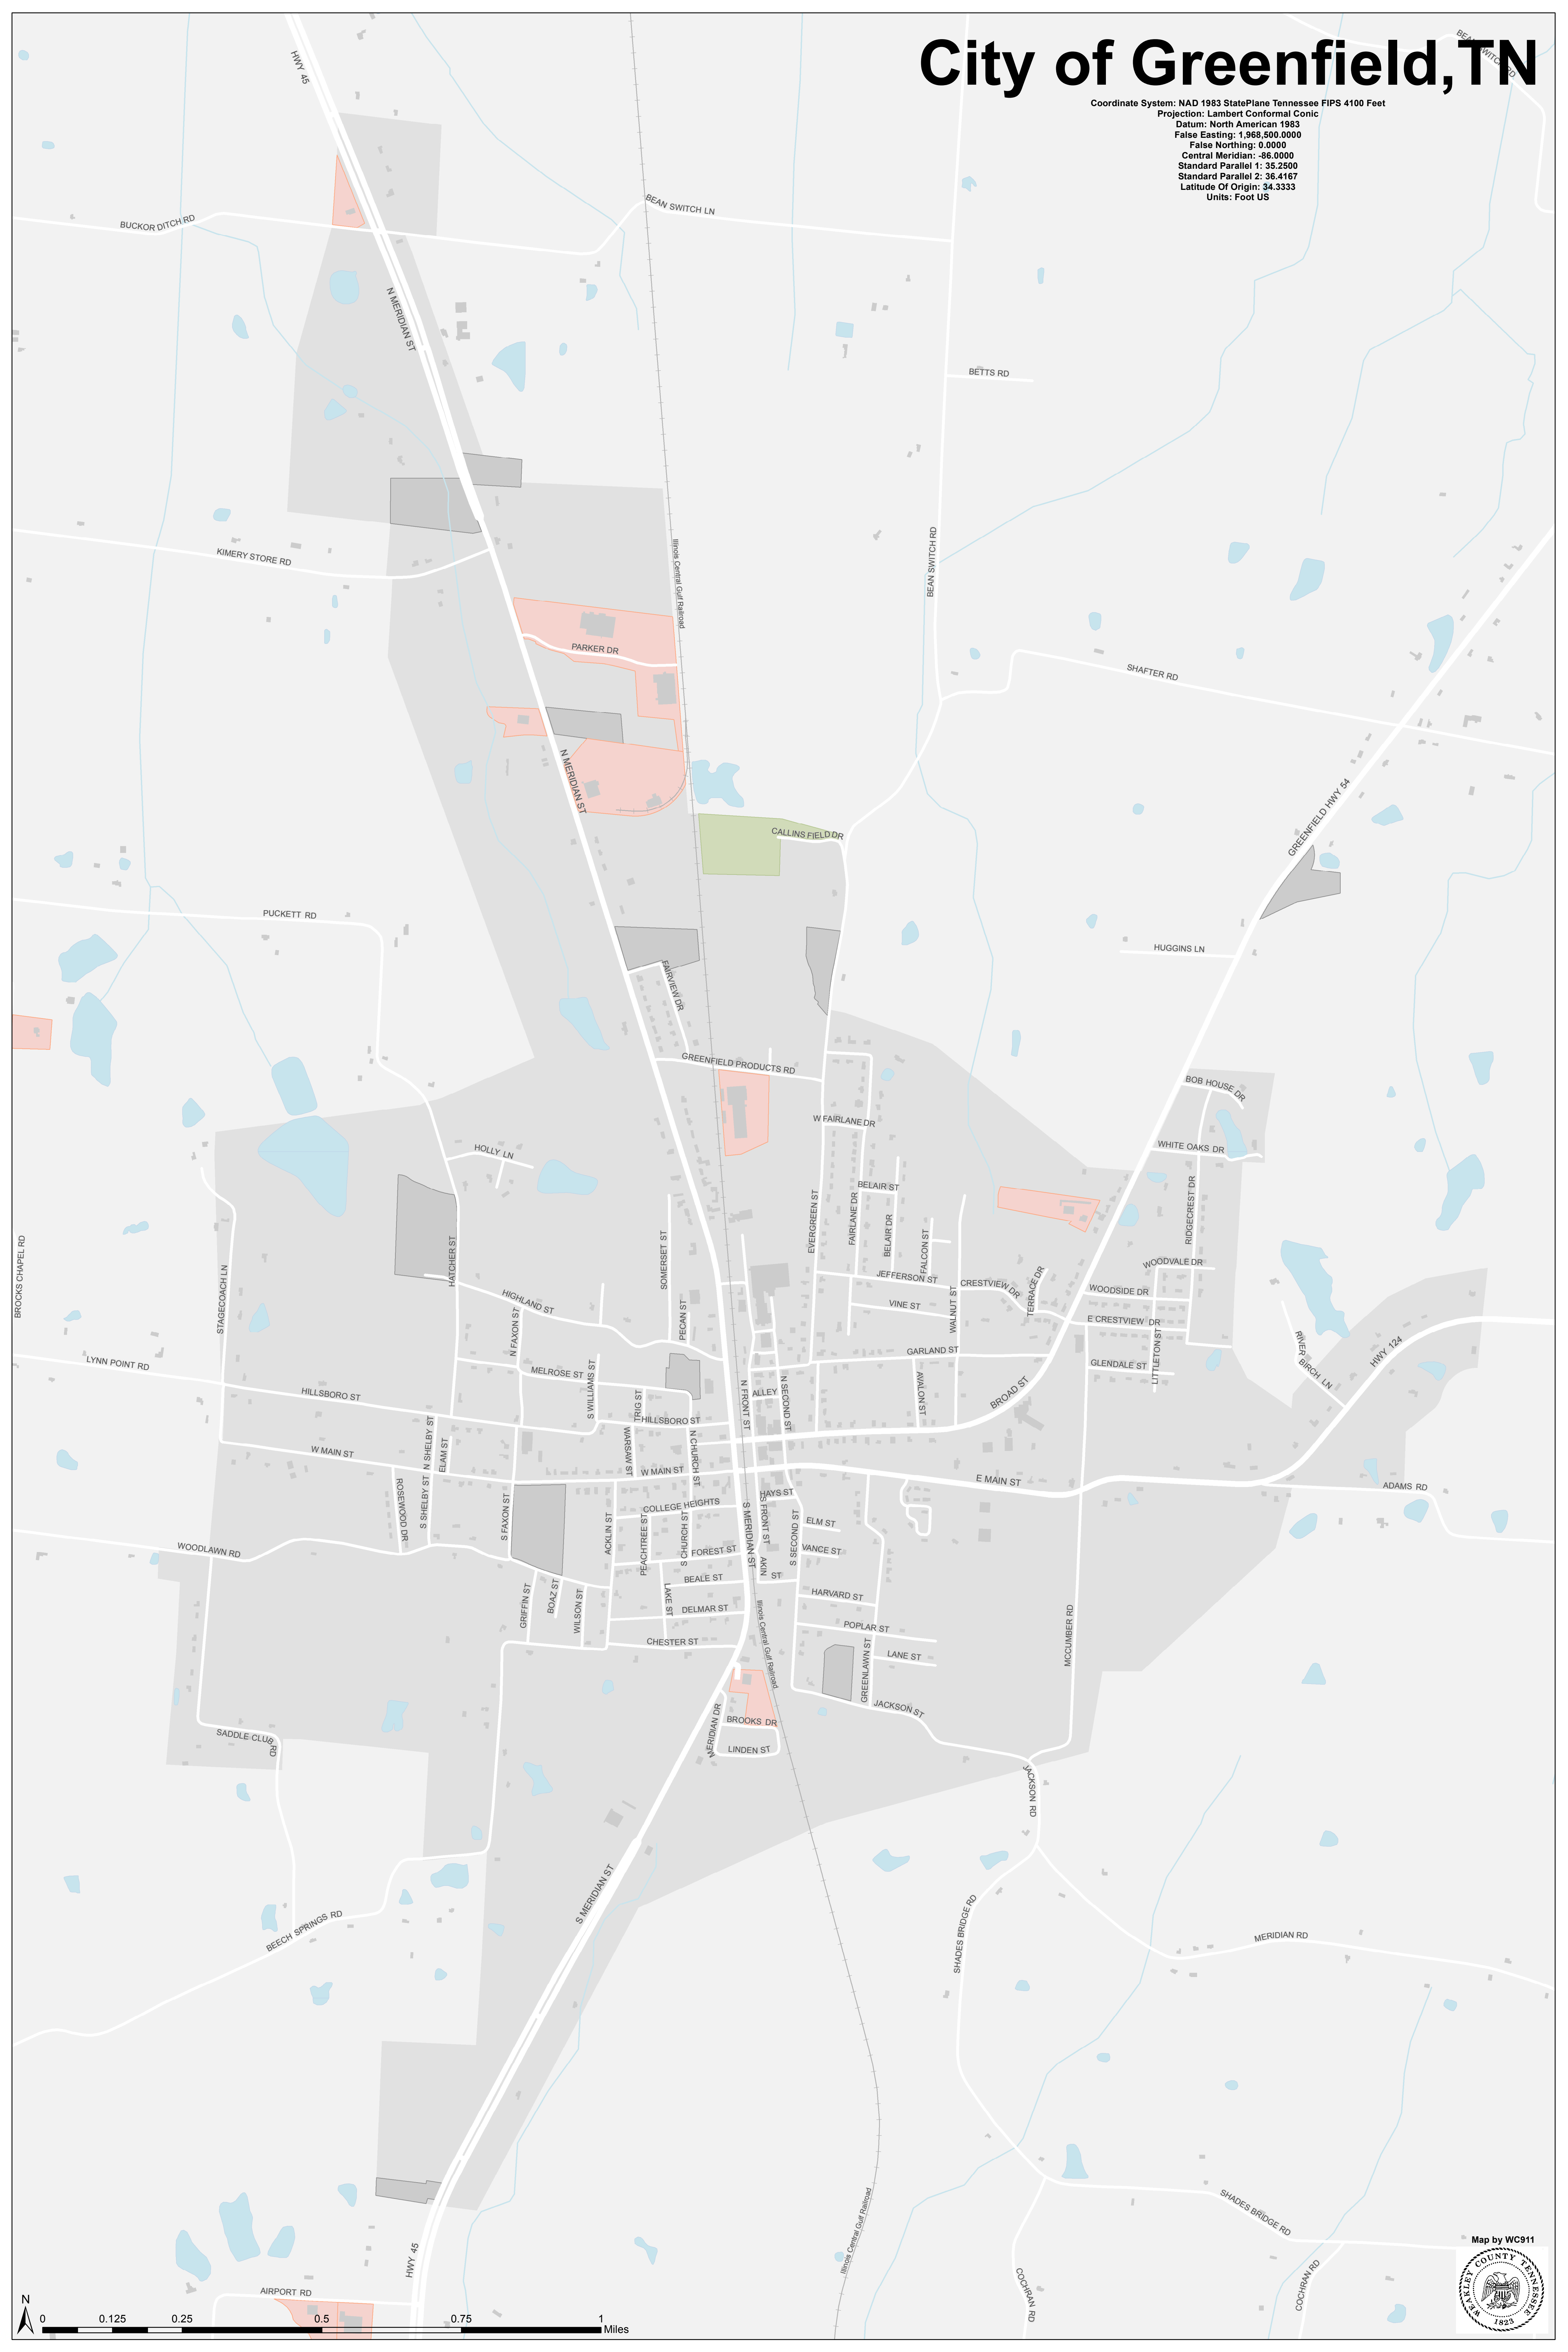 City of Greenfield,TN
Coordinate System: NAD 1983 StatePlane Tennessee FIPS 4100 Feet
Projection: Lambert Conformal Conic
Datum: North American 1983
False Easting: 1,968,500.0000
False Northing: 0.0000
Central Meridian: -86.0000
Standard Parallel 1: 35.2500
Standard Parallel 2: 36.4167
Latitude Of Origin: 34.3333
Units: Foot US
BEAN SWITCH RD
HWY 45
BUCKOR DITCH RD
BEAN SWITCH LN
N MERIDIAN ST
BETTS RD
KIMERY STORE RD
Illinois Central Gulf Railroad
BEAN SWITCH RD
PARKER DR
SHAFTER RD
N MERIDIAN ST
CALLINS FIELD DR
GREENFIELD HWY 54
PUCKETT RD
HUGGINS LN
FAIRVIEW DR
GREENFIELD PRODUCTS RD
BOB HOUSE DR
W FAIRLANE DR
WHITE OAKS DR
HOLLY LN
BELAIR ST
RIDGECREST DR
EVERGREEN ST
FAIRLANE DR
BELAIR DR
FALCON ST
BROCKS CHAPEL RD
HATCHER ST
SOMERSET ST
WOODVALE DR
STAGECOACH LN
JEFFERSON ST
CRESTVIEW DR
TERRACE DR
WOODSIDE DR
HIGHLAND ST
VINE ST
WALNUT ST
PECAN ST
N FAXON ST
E CRESTVIEW DR
LITTLETON ST
RIVER BIRCH LN
HWY 124
GARLAND ST
GLENDALE ST
LYNN POINT RD
MELROSE ST
S WILLIAMS ST
HILLSBORO ST
TRIG ST
N FRONT ST
ALLEY
N SECOND ST
AVALON ST
BROAD ST
HILLSBORO ST
N SHELBY ST
ELAM ST
WARSAW ST
N CHURCH ST
W MAIN ST
W MAIN ST
E MAIN ST
ADAMS RD
ROSEWOOD DR
S SHELBY ST
S FAXON ST
HAYS ST
COLLEGE HEIGHTS
S MERIDIAN ST
S FRONT ST
S SECOND ST
ELM ST
ACKLIN ST
PEACHTREE ST
S CHURCH ST
WOODLAWN RD
FOREST ST
VANCE ST
AKIN ST
BEALE ST
GRIFFIN ST
BOAZ ST
WILSON ST
LAKE ST
HARVARD ST
DELMAR ST
POPLAR ST
MCCUMBER RD
CHESTER ST
Illinois Central Gulf Railroad
GREENLAWN ST
LANE ST
JACKSON ST
MERIDIAN DR
BROOKS DR
SADDLE CLUB RD
LINDEN ST
JACKSON RD
S MERIDIAN ST
BEECH SPRINGS RD
SHADES BRIDGE RD
MERIDIAN RD
Illinois Central Gulf Railroad
SHADES BRIDGE RD
HWY 45
COCHRAN RD
COCHRAN RD
AIRPORT RD
Map by WC911
WEAKLEY COUNTY TENNESSEE
1823
N
0 0.125 0.25 0.5 0.75 1
Miles